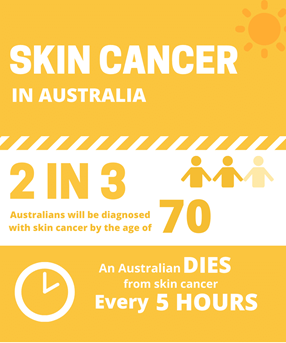 SKIN CANCER
IN AUSTRALIA
2 IN 3
Australians will be diagnosed
with skin cancer by the age of
70
An Australian DIES
from skin cancer
Every 5 HOURS